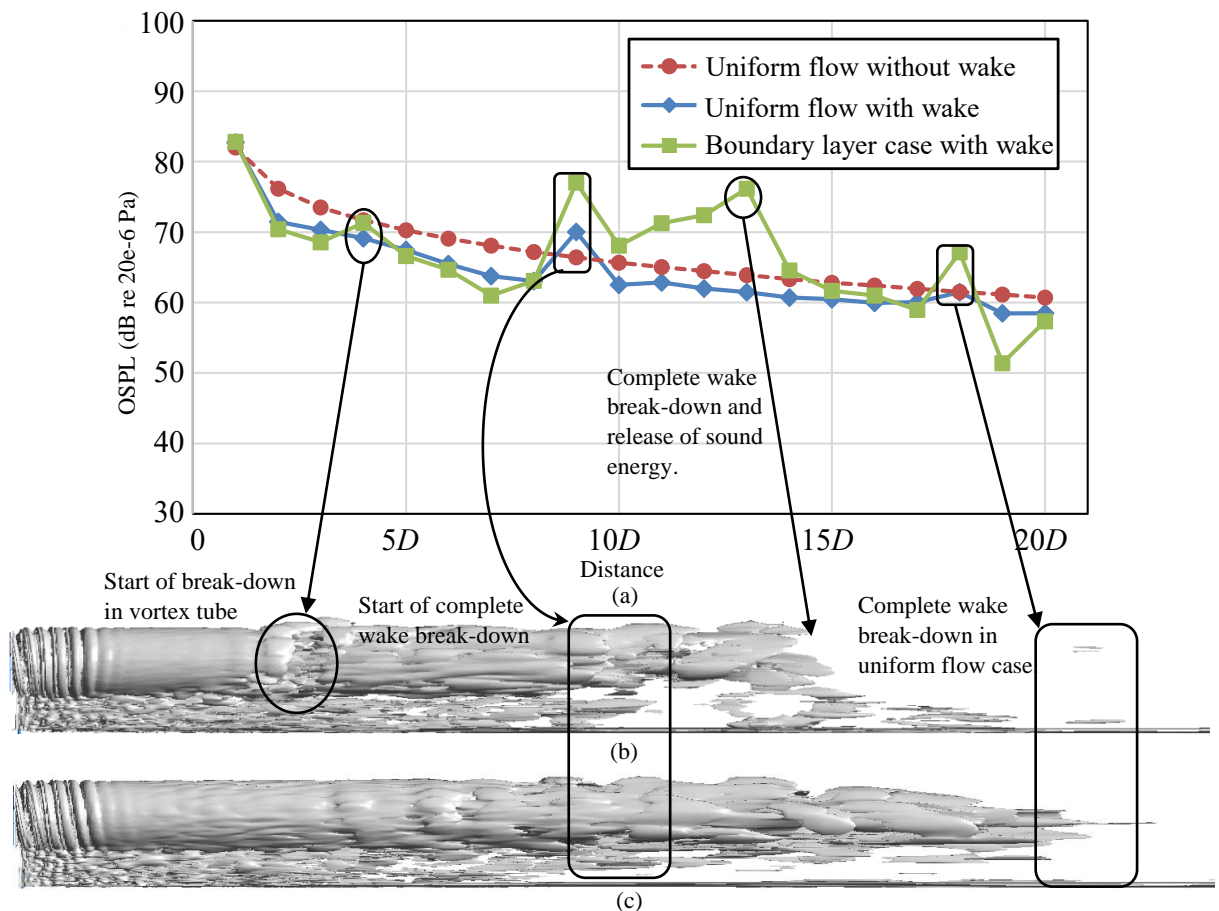 100
90
80
70
60
50
40
30
OSPL (dB re 20e-6 Pa)
Uniform flow without wake
Uniform flow with wake
Boundary layer case with wake
Complete wake
break-down and
release of sound
energy.
0
5D
10D
15D
20D
Distance
(a)
Start of break-down
in vortex tube
Start of complete
wake break-down
Complete wake
break-down in
uniform flow case
(b)
(c)